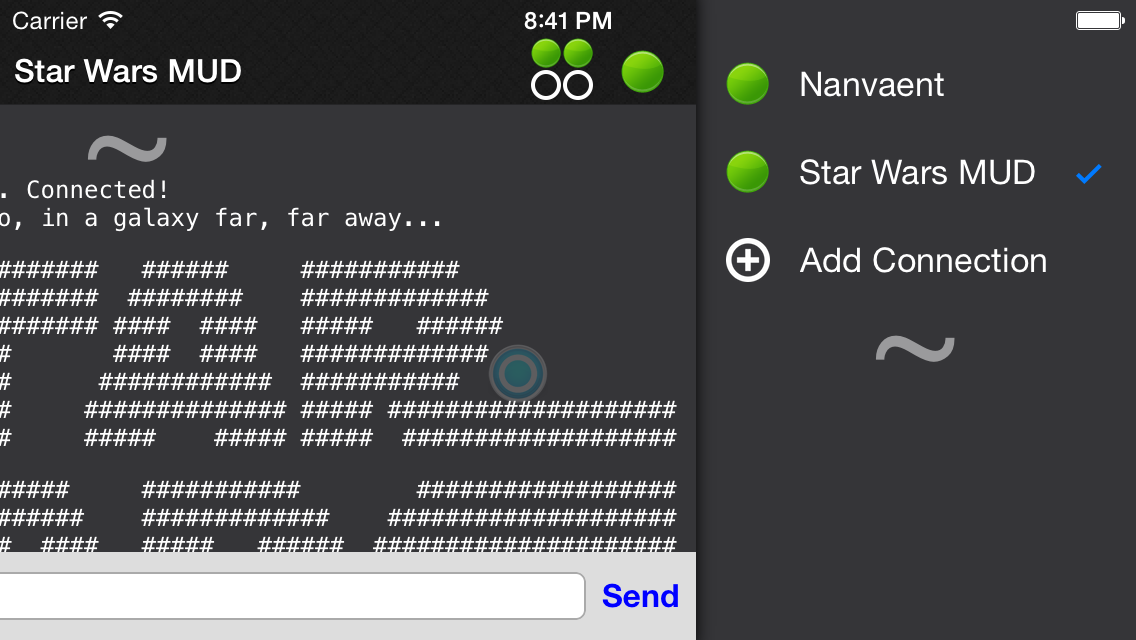 Carrier 8:41 PM
Star Wars MUD
~
. Connected!
o, in a galaxy far, far away...
#######   ######     ###########
#######  ########    #############
####### ####  ####   #####   ######
#       ####  ####   #############
#      ############  ###########
#     ############## ##### ####################
#     #####    ##### #####  ###################
#####     ###########        ##################
######    #############    ####################
#  ####   #####   ######  #####################
Send
Nanvaent
Star Wars MUD
Add Connection
~